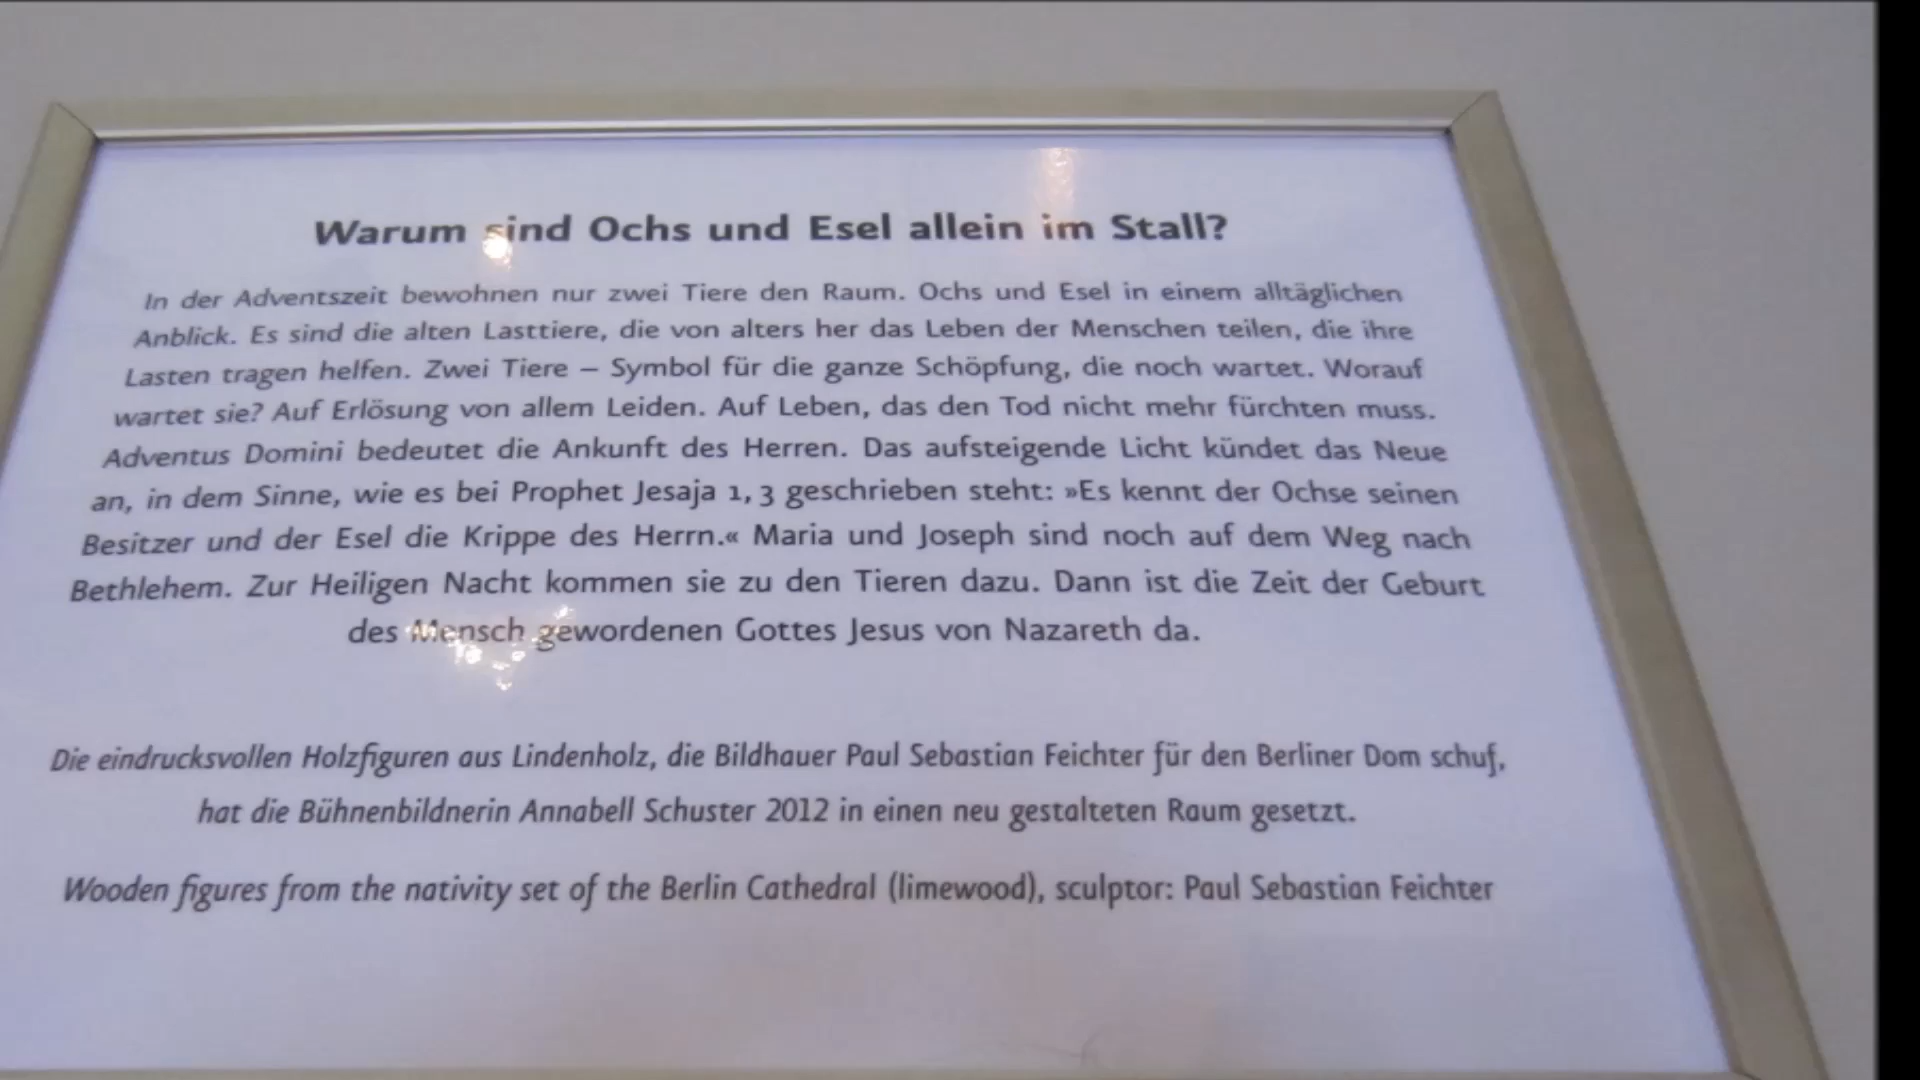 Warum sind Ochs und Esel allein im Stall?
In der Adventszeit bewohnen nur zwei Tiere den Raum. Ochs und Esel in einem alltäglichen
Anblick. Es sind die alten Lasttiere, die von alters her das Leben der Menschen teilen, die ihre
Lasten tragen helfen. Zwei Tiere – Symbol für die ganze Schöpfung, die noch wartet. Worauf
wartet sie? Auf Erlösung von allem Leiden. Auf Leben, das den Tod nicht mehr fürchten muss.
Adventus Domini bedeutet die Ankunft des Herren. Das aufsteigende Licht kündet das Neue
an, in dem Sinne, wie es bei Prophet Jesaja 1, 3 geschrieben steht: »Es kennt der Ochse seinen
Besitzer und der Esel die Krippe des Herrn.« Maria und Joseph sind noch auf dem Weg nach
Bethlehem. Zur Heiligen Nacht kommen sie zu den Tieren dazu. Dann ist die Zeit der Geburt
des Mensch gewordenen Gottes Jesus von Nazareth da.
Die eindrucksvollen Holzfiguren aus Lindenholz, die Bildhauer Paul Sebastian Feichter für den Berliner Dom schuf,
hat die Bühnenbildnerin Annabell Schuster 2012 in einen neu gestalteten Raum gesetzt.
Wooden figures from the nativity set of the Berlin Cathedral (limewood), sculptor: Paul Sebastian Feichter